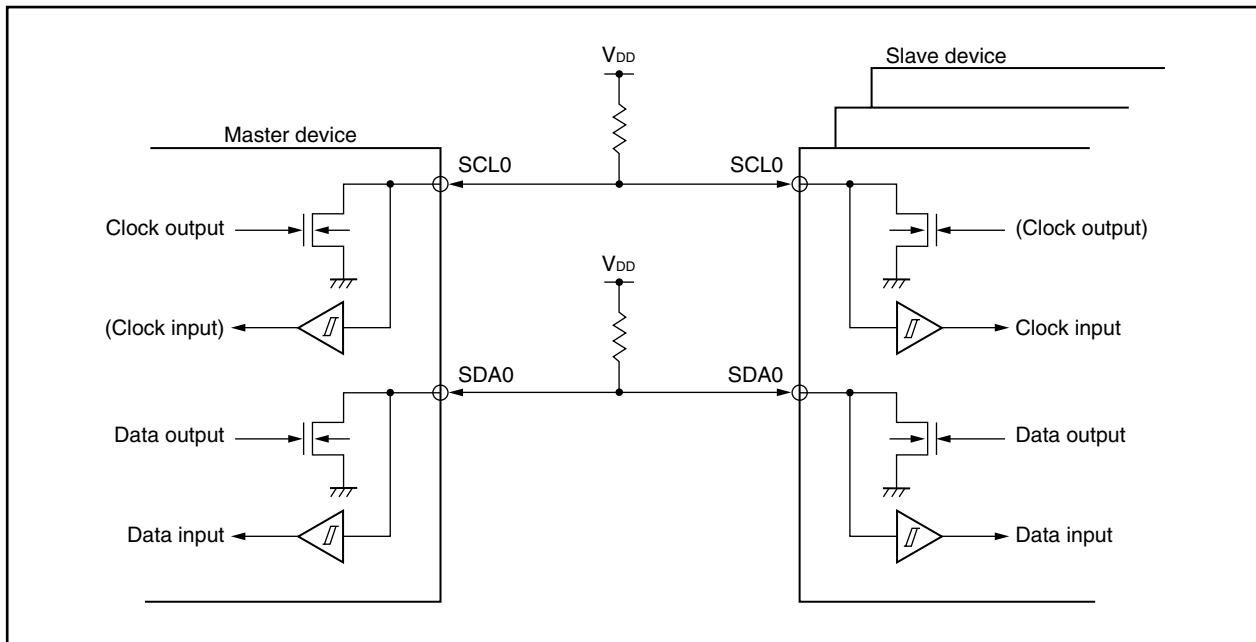 VDD
Slave device
Master device
SCL0
SCL0
Clock output
(Clock output)
VDD
(Clock input)
Clock input
SDA0
SDA0
Data output
Data output
Data input
Data input